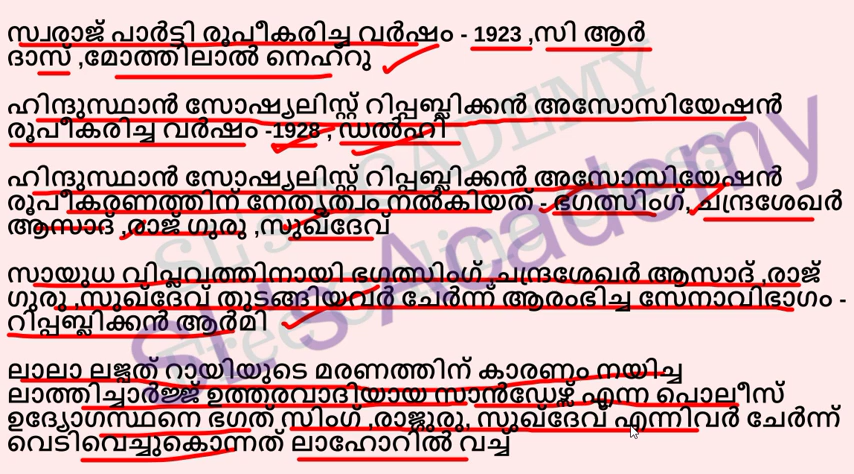 സ്വരാജ് പാർട്ടി രൂപീകരിച്ച വർഷം - 1923 ,സി ആർ
ദാസ് ,മോത്തിലാൽ നെഹ്റു
ഹിന്ദുസ്ഥാൻ സോഷ്യലിസ്റ്റ് റിപ്പബ്ലിക്കൻ അസോസിയേഷൻ
രൂപീകരിച്ച വർഷം -1928 , ഡൽഹി
ഹിന്ദുസ്ഥാൻ സോഷ്യലിസ്റ്റ് റിപ്പബ്ലിക്കൻ അസോസിയേഷൻ
രൂപീകരണത്തിന് നേതൃത്വം നൽകിയത് - ഭഗത്സിംഗ്, ചന്ദ്രശേഖർ
ആസാദ് ,രാജ് ഗുരു ,സുഖ്ദേവ്
സായുധ വിപ്ലവത്തിനായി ഭഗത്സിംഗ് ,ചന്ദ്രശേഖർ ആസാദ് ,രാജ്
ഗുരു ,സുഖ്ദേവ് തുടങ്ങിയവർ ചേർന്ന് ആരംഭിച്ച സേനാവിഭാഗം -
റിപ്പബ്ലിക്കൻ ആർമി
ലാലാ ലജ്പത് റായിയുടെ മരണത്തിന് കാരണം നയിച്ച
ലാത്തിച്ചാർജ്ജ് ഉത്തരവാദിയായ സാൻഡേഴ്സ് എന്ന പൊലീസ്
ഉദ്യോഗസ്ഥനെ ഭഗത് സിംഗ് ,രാജ്ഗുരു, സുഖ്ദേവ് എന്നിവർ ചേർന്ന്
വെടിവെച്ചുകൊന്നത് ലാഹോറിൽ വച്ച്
SL's Academy